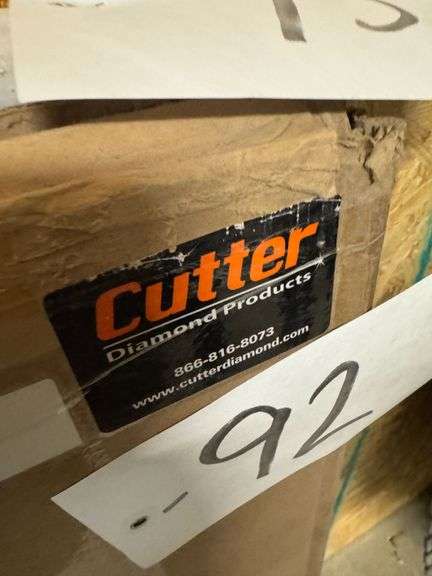 Cutter
Diamond Products
866-816-8073
www.cutterdiamond.com
-92